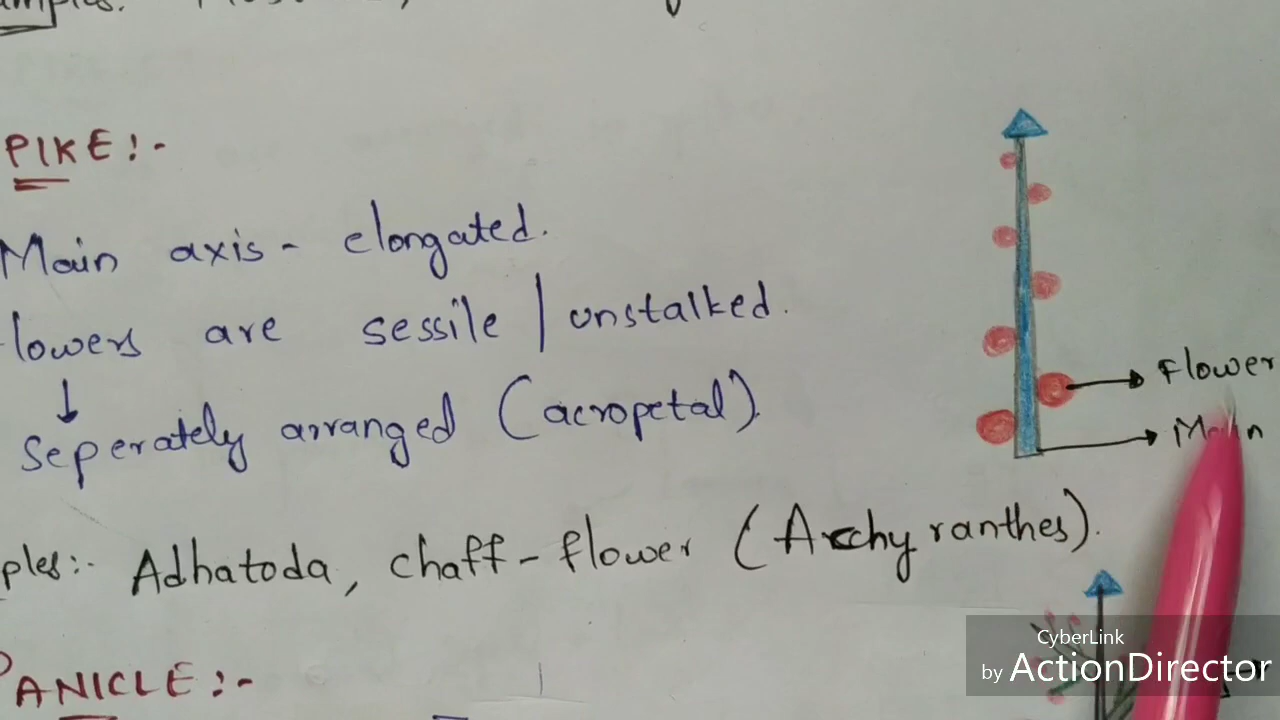 PIKE:-
Main axis - elongated.
lowers are sessile / unstalked.
seperately arranged (acropetal).
Flower
ples:- Adhatoda, chaff-flower (Achyranthes).
PANICLE:-
CyberLink
by ActionDirector